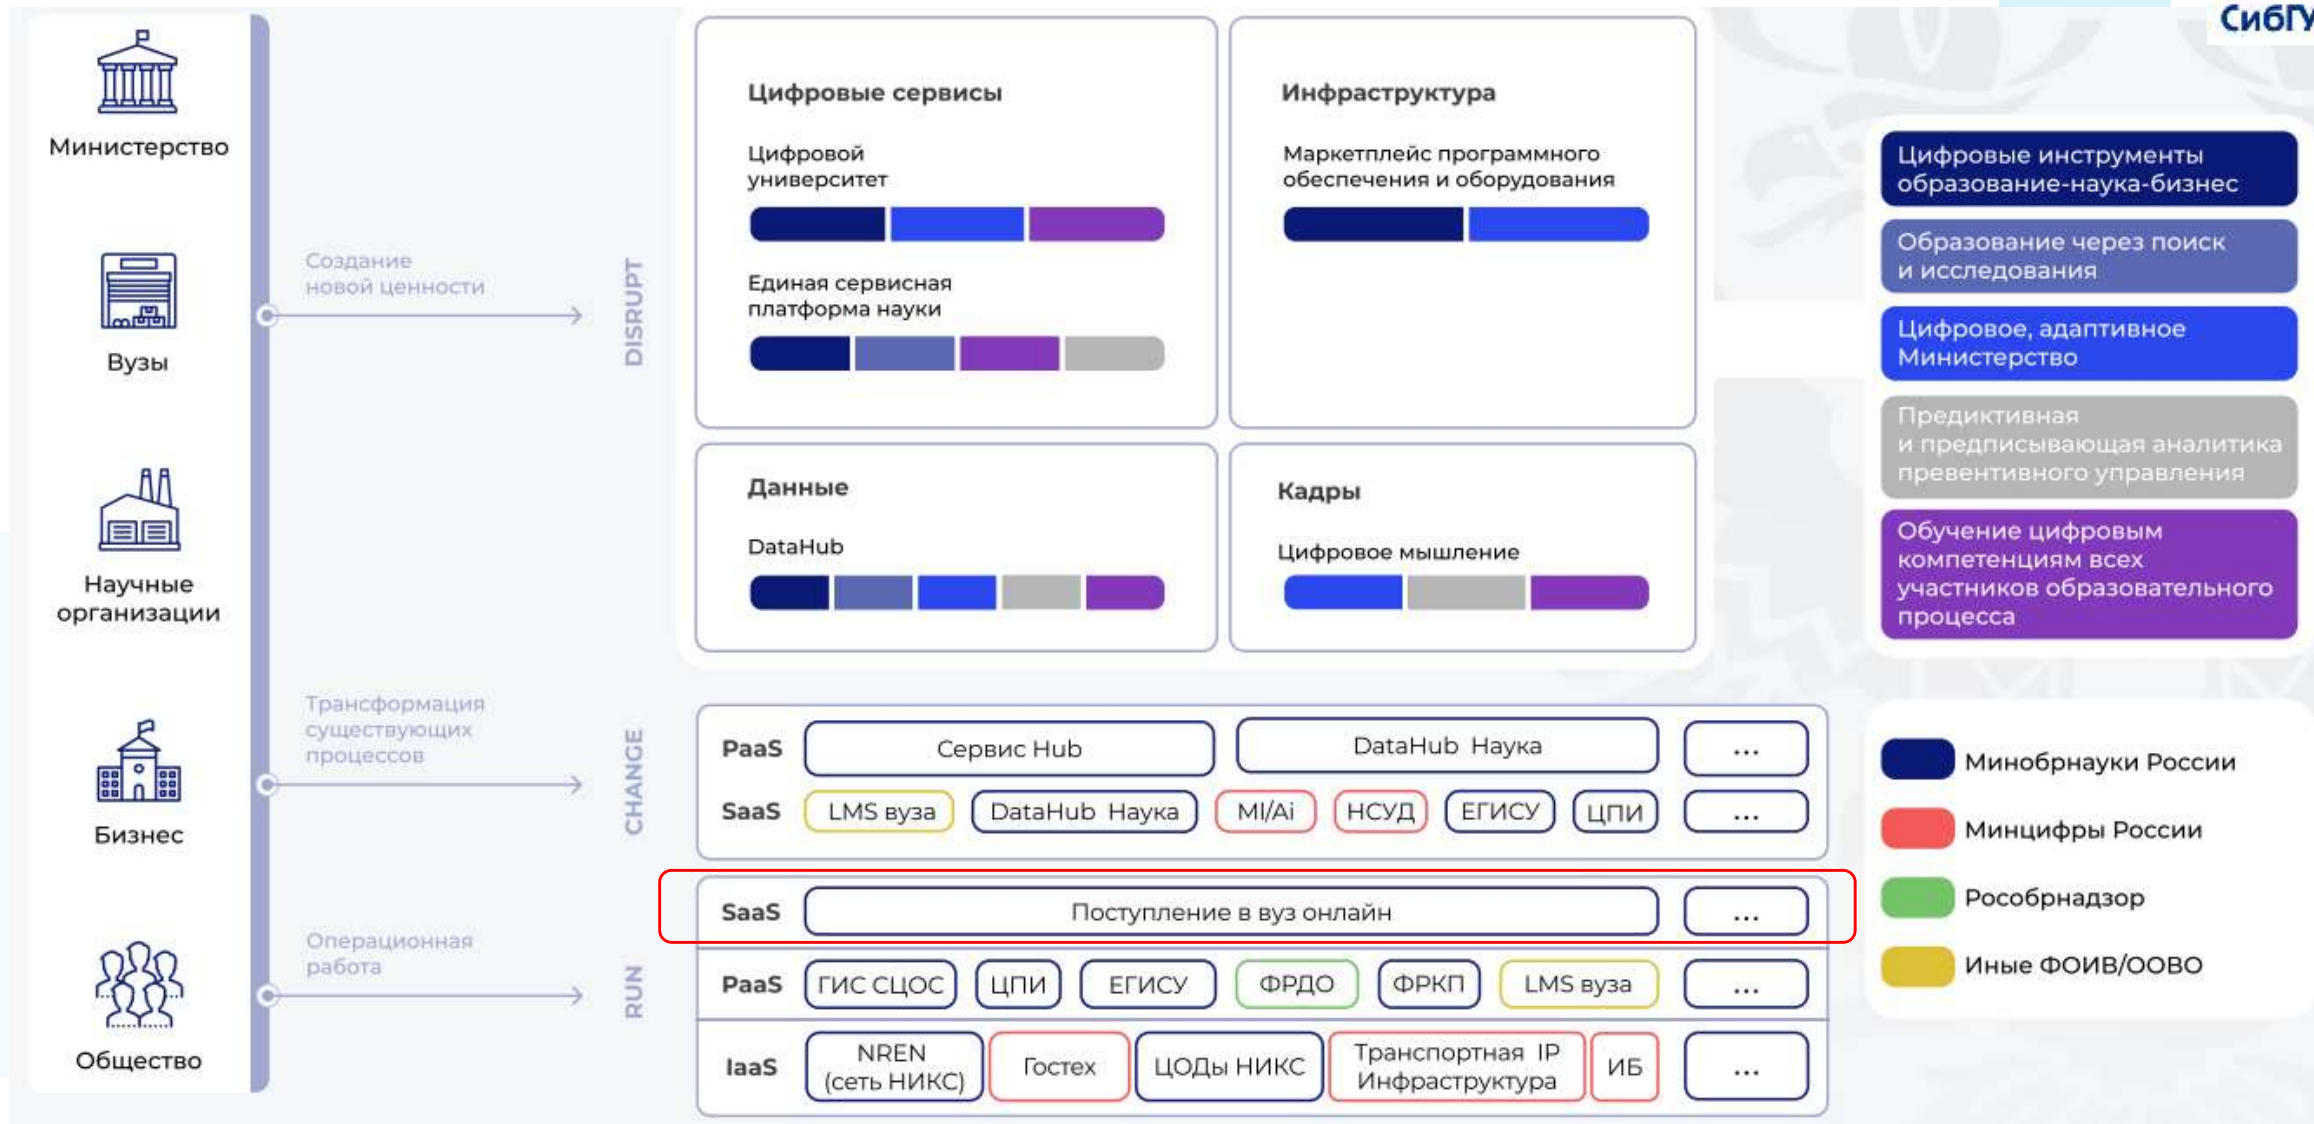 СибГУ
Министерство
Вузы
Научные
организации
Бизнес
Общество
Создание
новой ценности
DISRUPT
Трансформация
существующих
процессов
CHANGE
Операционная
работа
RUN
Цифровые сервисы
Цифровой
университет
Единая сервисная
платформа науки
Инфраструктура
Маркетплейс программного
обеспечения и оборудования
Данные
DataHub
Кадры
Цифровое мышление
PaaS Сервис Hub DataHub Наука ...
SaaS LMS вуза DataHub Наука MI/Ai НСУД ЕГИСУ ЦПИ ...
SaaS Поступление в вуз онлайн ...
PaaS ГИС СЦОС ЦПИ ЕГИСУ ФРДО ФРКП LMS вуза ...
IaaS
NREN
(сеть НИКС)
Гостех
ЦОДы НИКС
Транспортная IP
Инфраструктура
ИБ
...
Цифровые инструменты
образование-наука-бизнес
Образование через поиск
и исследования
Цифровое, адаптивное
Министерство
Предиктивная
и предписывающая аналитика
превентивного управления
Обучение цифровым
компетенциям всех
участников образовательного
процесса
Минобрнауки России
Минцифры России
Рособрнадзор
Иные ФОИВ/ООВО